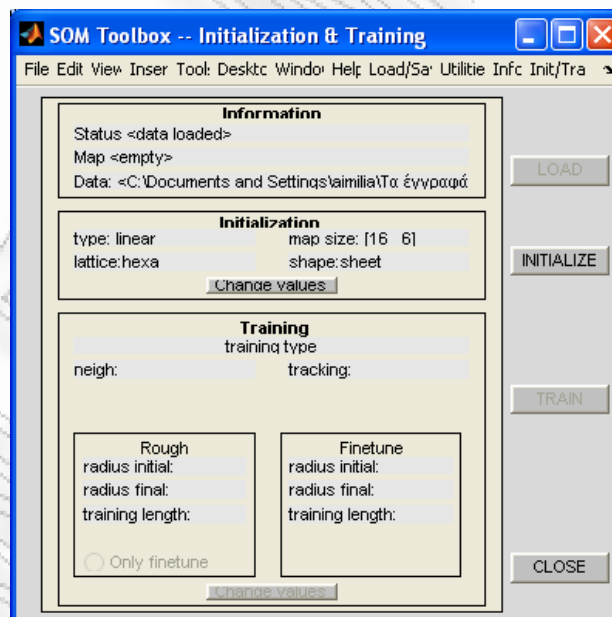 SOM Toolbox -- Initialization & Training
File Edit View Inser Tool: Desktc Windo Help Load/Sa Utilitie Info Init/Tra
Information
Status <data loaded>
Map <empty>
Data: <C:\Documents and Settings\aimilia\Τα έγγραφά
LOAD
Initialization
type: linear map size: [16 6]
lattice:hexa shape:sheet
Change values
INITIALIZE
Training
training type
neigh: tracking:
TRAIN
Rough Finetune
radius initial: radius initial:
radius final: radius final:
training length: training length:
Only finetune
CLOSE
Change values